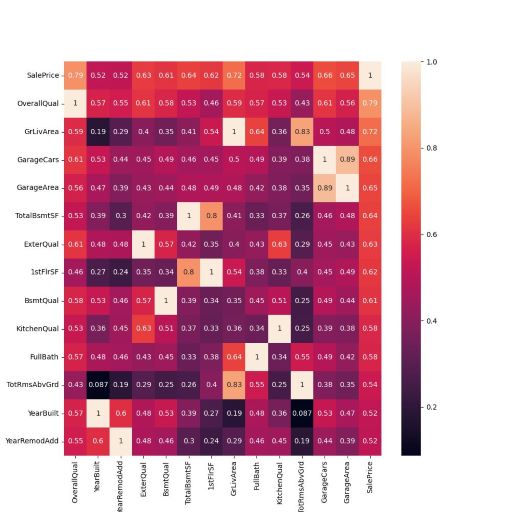 SalePrice 0.79 0.52 0.52 0.63 0.61 0.64 0.62 0.72 0.58 0.58 0.54 0.66 0.65 1
OverallQual 1 0.57 0.55 0.61 0.58 0.53 0.46 0.59 0.57 0.53 0.43 0.61 0.56 0.79
GrLivArea 0.59 0.19 0.29 0.4 0.35 0.41 0.54 1 0.64 0.36 0.83 0.5 0.48 0.72
GarageCars 0.61 0.53 0.44 0.45 0.49 0.46 0.45 0.5 0.49 0.39 0.38 1 0.89 0.66
GarageArea 0.56 0.47 0.39 0.43 0.44 0.48 0.49 0.48 0.42 0.38 0.35 0.89 1 0.65
TotalBsmtSF 0.53 0.39 0.3 0.42 0.39 1 0.8 0.41 0.33 0.37 0.26 0.46 0.48 0.64
ExterQual 0.61 0.48 0.48 1 0.57 0.42 0.35 0.4 0.43 0.63 0.29 0.45 0.43 0.63
1stFlrSF 0.46 0.27 0.24 0.35 0.34 0.8 1 0.54 0.38 0.33 0.4 0.45 0.49 0.62
BsmtQual 0.58 0.53 0.46 0.57 1 0.39 0.34 0.35 0.45 0.51 0.25 0.49 0.44 0.61
KitchenQual 0.53 0.36 0.45 0.63 0.51 0.37 0.33 0.36 0.34 1 0.25 0.39 0.38 0.58
FullBath 0.57 0.48 0.46 0.43 0.45 0.33 0.38 0.64 1 0.34 0.55 0.49 0.42 0.58
TotRmsAbvGrd 0.43 0.087 0.19 0.29 0.25 0.26 0.4 0.83 0.55 0.25 1 0.38 0.35 0.54
YearBuilt 0.57 1 0.6 0.48 0.53 0.39 0.27 0.19 0.48 0.36 0.087 0.53 0.47 0.52
YearRemodAdd 0.55 0.6 1 0.48 0.46 0.3 0.24 0.29 0.46 0.45 0.19 0.44 0.39 0.52
OverallQual YearBuilt YearRemodAdd ExterQual BsmtQual TotalBsmtSF 1stFlrSF GrLivArea FullBath KitchenQual TotRmsAbvGrd GarageCars GarageArea SalePrice
1.0
0.8
0.6
0.4
0.2